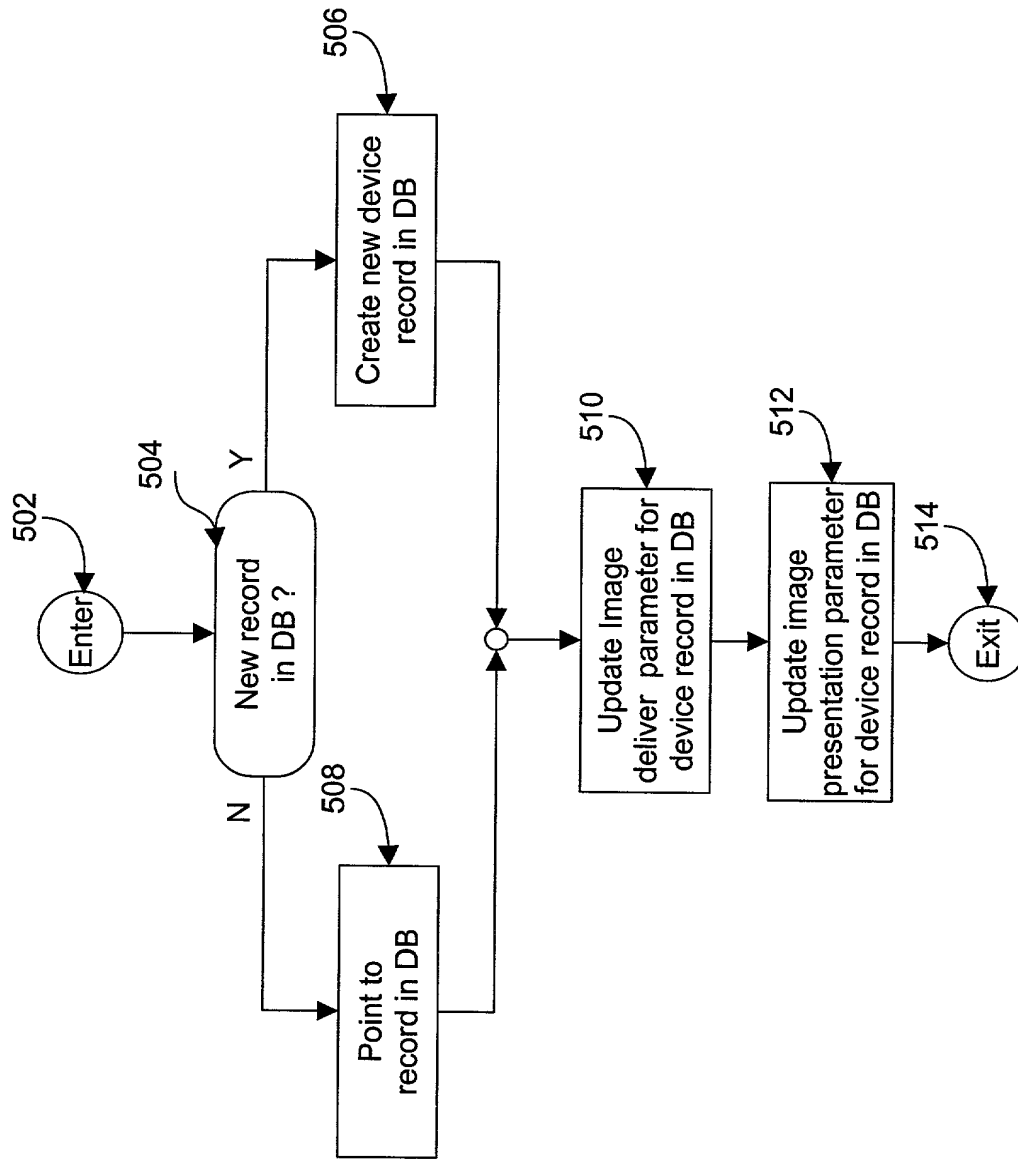 502
Enter
504
New record
in DB ?
N
Y
508
Point to
record in DB
506
Create new device
record in DB
510
Update Image
deliver parameter for
device record in DB
512
Update image
presentation parameter
for device record in DB
514
Exit